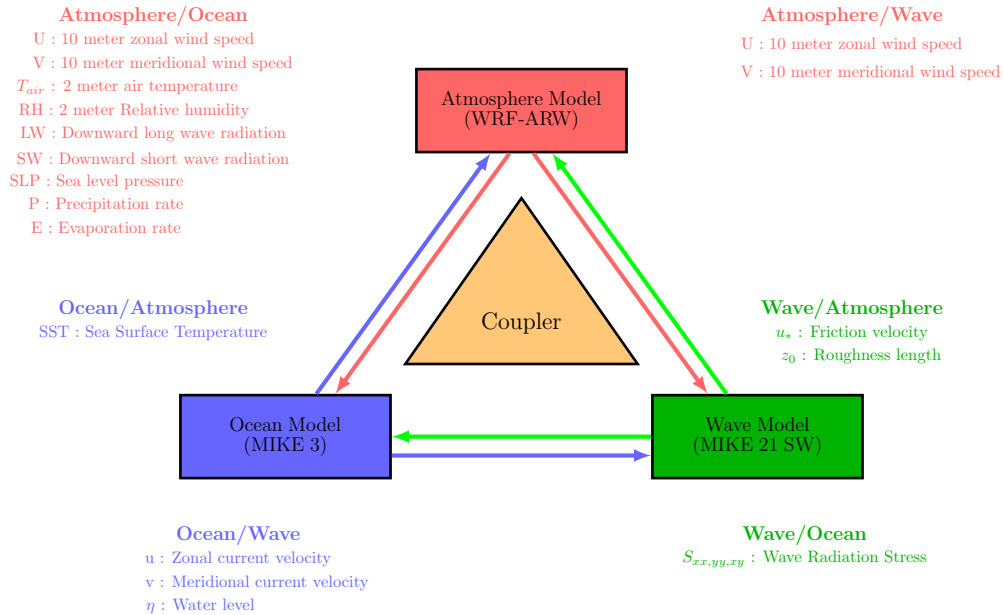 Atmosphere/Ocean
U : 10 meter zonal wind speed
V : 10 meter meridional wind speed
T_{air} : 2 meter air temperature
RH : 2 meter Relative humidity
LW : Downward long wave radiation
SW : Downward short wave radiation
SLP : Sea level pressure
P : Precipitation rate
E : Evaporation rate
Atmosphere/Wave
U : 10 meter zonal wind speed
V : 10 meter meridional wind speed
Atmosphere Model
(WRF-ARW)
Coupler
Ocean/Atmosphere
SST : Sea Surface Temperature
Wave/Atmosphere
u_* : Friction velocity
z_0 : Roughness length
Ocean Model
(MIKE 3)
Wave Model
(MIKE 21 SW)
Ocean/Wave
u : Zonal current velocity
v : Meridional current velocity
η : Water level
Wave/Ocean
S_{xx,yy,xy} : Wave Radiation Stress